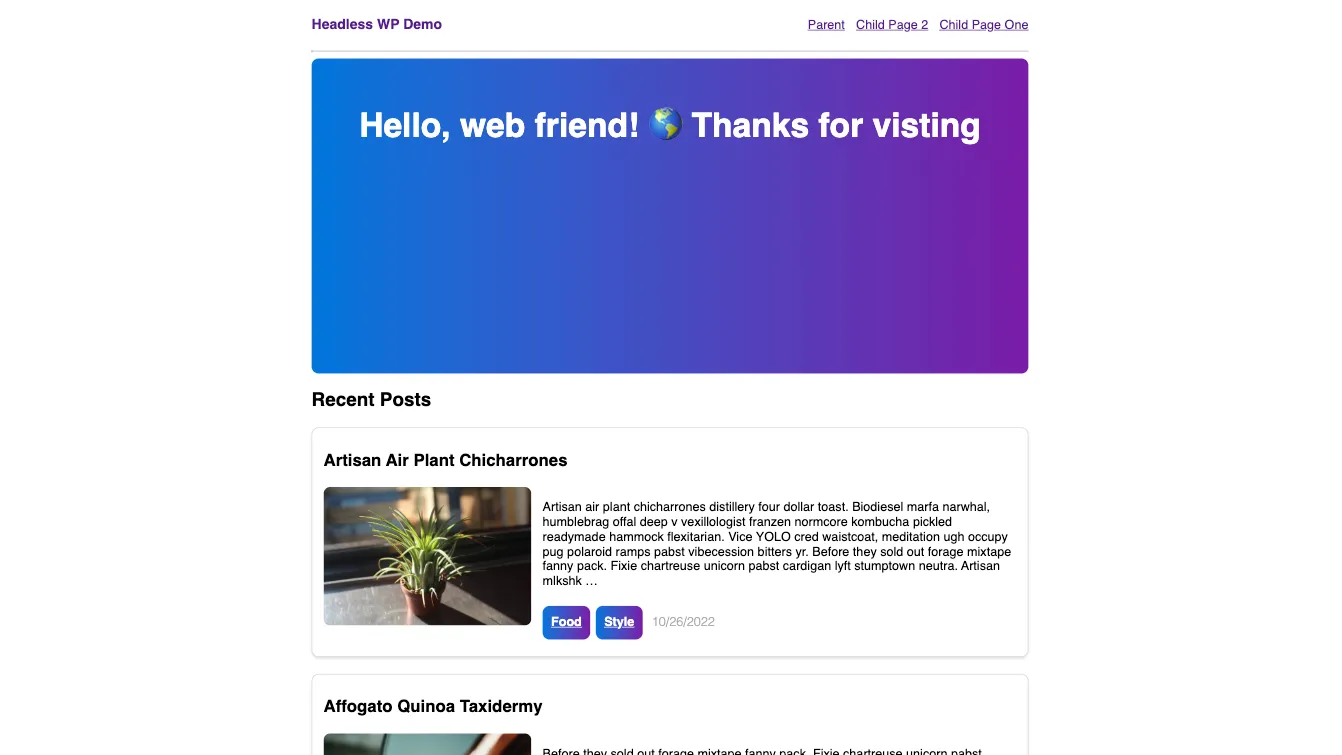 Headless WP Demo
Parent Child Page 2 Child Page One
Hello, web friend! 🌎 Thanks for visting
Recent Posts
Artisan Air Plant Chicharrones
Artisan air plant chicharrones distillery four dollar toast. Biodiesel marfa narwhal,
humblebrag offal deep v vexillologist franzen normcore kombucha pickled
readymade hammock flexitarian. Vice YOLO cred waistcoat, meditation ugh occupy
pug polaroid ramps pabst vibecession bitters yr. Before they sold out forage mixtape
fanny pack. Fixie chartreuse unicorn pabst cardigan lyft stumptown neutra. Artisan
mlkshk …
Food Style 10/26/2022
Affogato Quinoa Taxidermy
Before they sold out forage mixtape fanny pack. Fixie chartreuse unicorn pabst